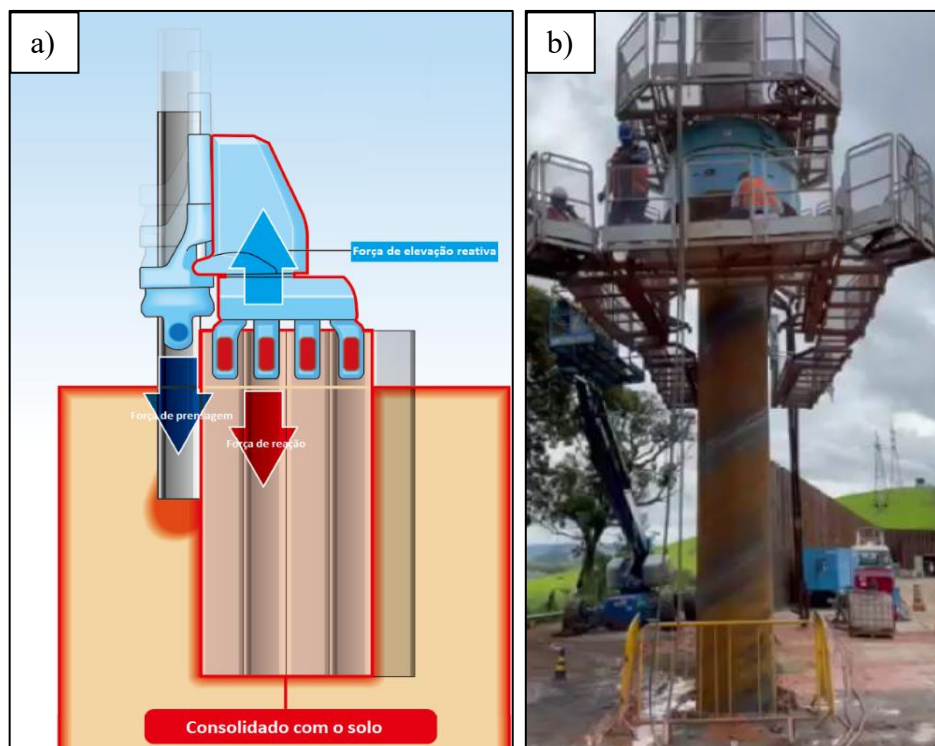 a)
b)
Força de elevação reativa
Força de prensagem
Força de reação
Consolidado com o solo